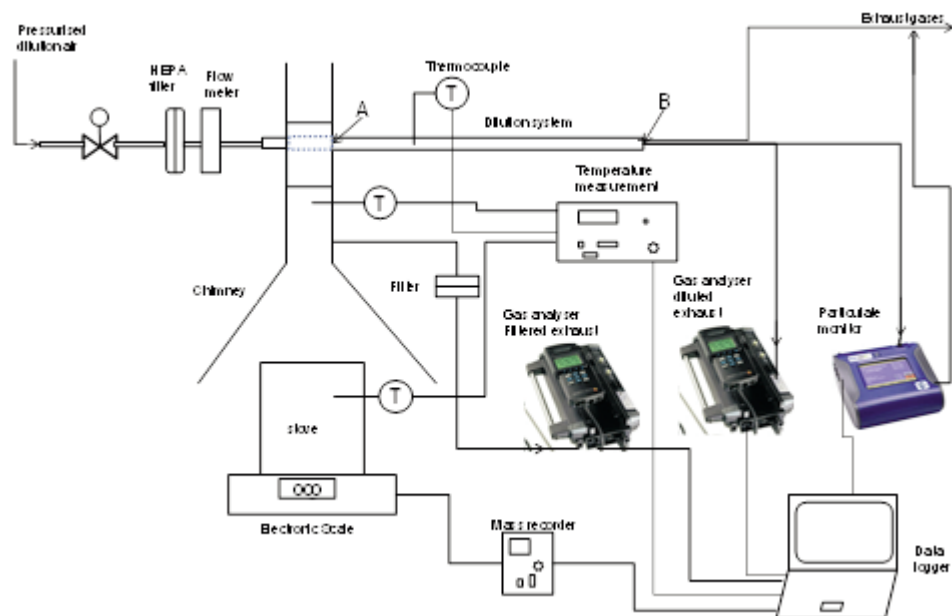 Pressurised
dilution air
HEPA
filter
Flow
meter
A
Thermocouple
T
Dilution system
B
Exhaust gases
Temperature
measurement
T
Chimney
Filter
Gas analyser
Filtered exhaust
Gas analyser
diluted
exhaust
Particulate
monitor
T
stove
Electronic Scale
Mass recorder
Data
logger